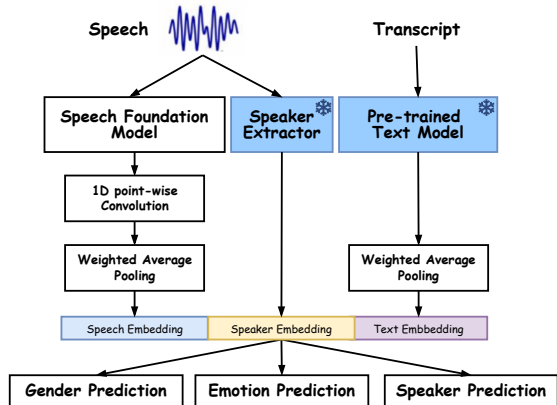 Speech
Transcript
Speech Foundation
Model
Speaker
Extractor
Pre-trained
Text Model
1D point-wise
Convolution
Weighted Average
Pooling
Weighted Average
Pooling
Speech Embedding
Speaker Embedding
Text Embbedding
Gender Prediction
Emotion Prediction
Speaker Prediction